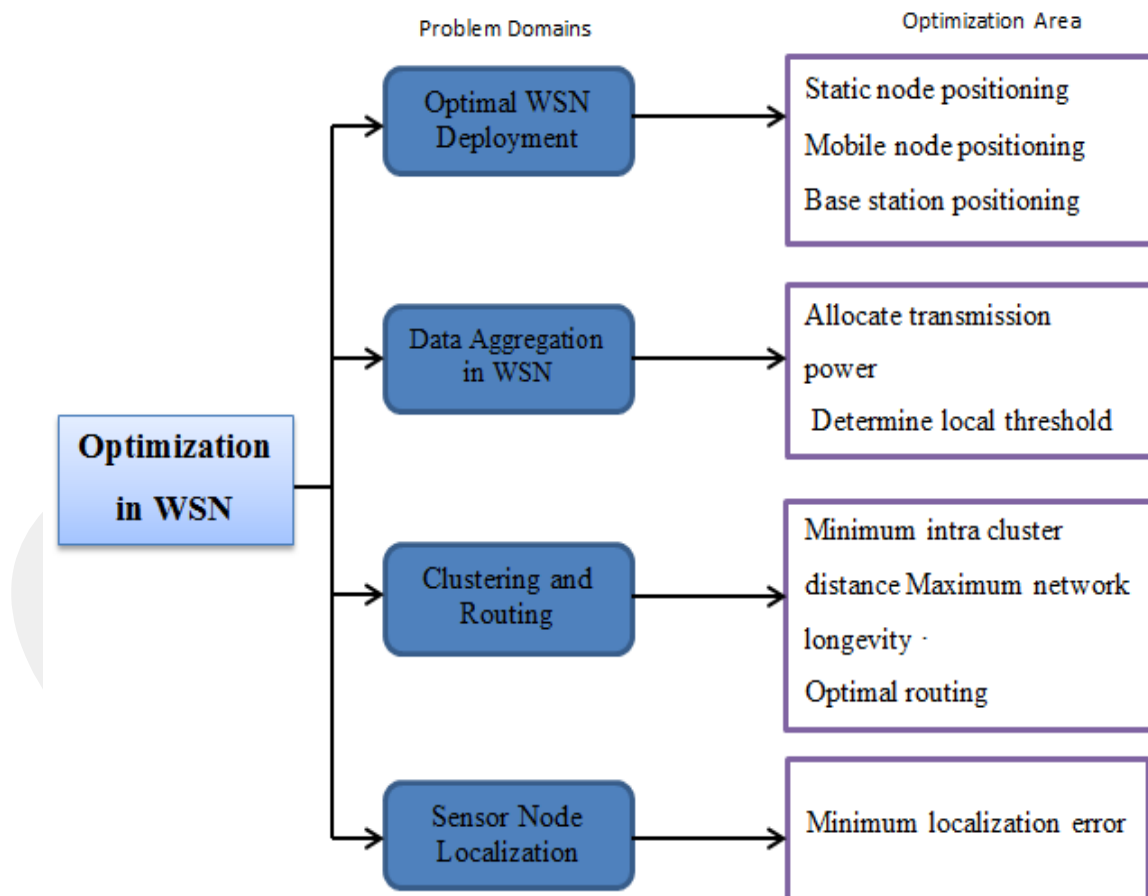 Problem Domains
Optimization Area
Optimal WSN
Deployment
Static node positioning
Mobile node positioning
Base station positioning
Data Aggregation
in WSN
Allocate transmission
power
Determine local threshold
Optimization
in WSN
Clustering and
Routing
Minimum intra cluster
distance Maximum network
longevity ·
Optimal routing
Sensor Node
Localization
Minimum localization error